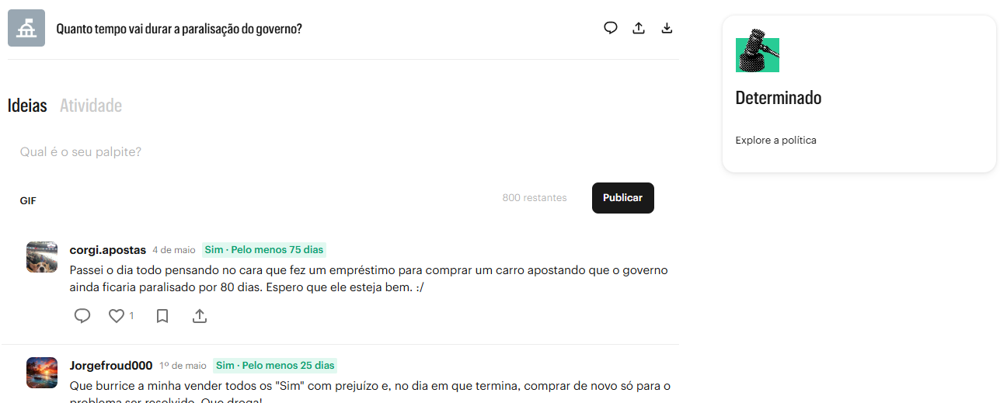 Quanto tempo vai durar a paralisação do governo?
Ideias Atividade
Qual é o seu palpite?
GIF
800 restantes
Publicar
corgi.apostas 4 de maio Sim · Pelo menos 75 dias
Passei o dia todo pensando no cara que fez um empréstimo para comprar um carro apostando que o governo
ainda ficaria paralisado por 80 dias. Espero que ele esteja bem. :/
1
Jorgefroud000 1º de maio Sim · Pelo menos 25 dias
Que burrice a minha vender todos os "Sim" com prejuízo e, no dia em que termina, comprar de novo só para o
problema ser resolvido. Que droga!
Determinado
Explore a política